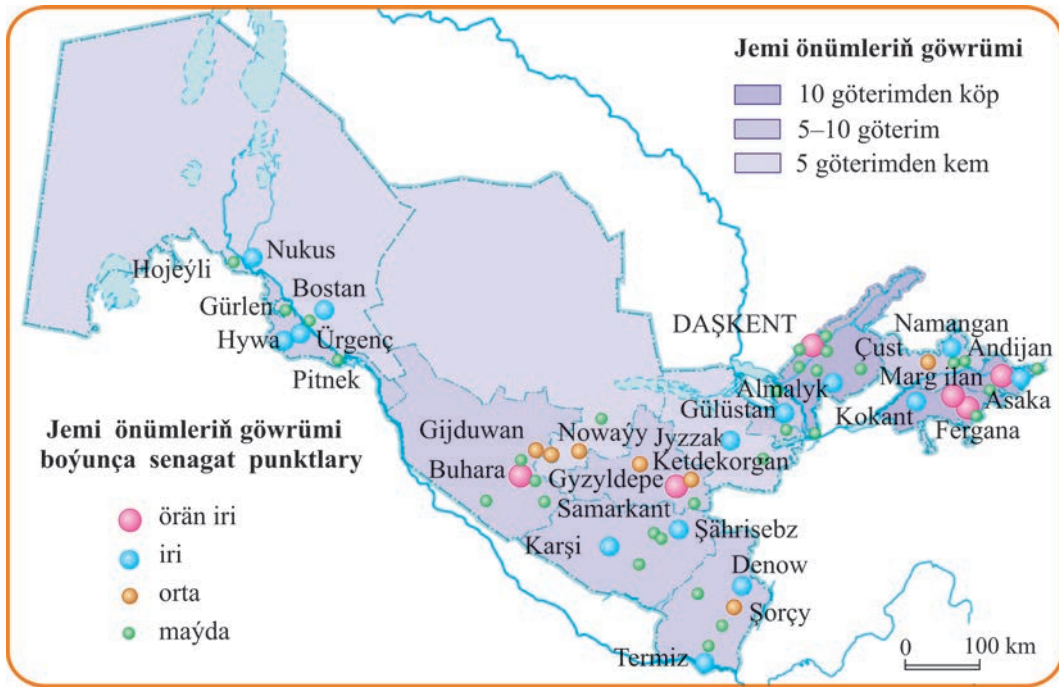 Jemi önümleriň göwrümi
10 göterimden köp
5–10 göterim
5 göterimden kem
Nukus
Hojeýli
Bostan
Gürlen
Hywa
Ürgenç
Pitnek
DAŞKENT
Namangan
Çust
Andijan
Marg ilan
Almalyk
Asaka
Gülüstan
Kokant
Fergana
Jemi önümleriň göwrümi
boýunça senagat punktlary
örän iri
iri
orta
maýda
Gijduwan
Nowaýy
Jyzzak
Buhara
Gyzyldepe
Ketdekorgan
Samarkant
Karşi
Şährisebz
Denow
Şorçy
Termiz
0
100 km